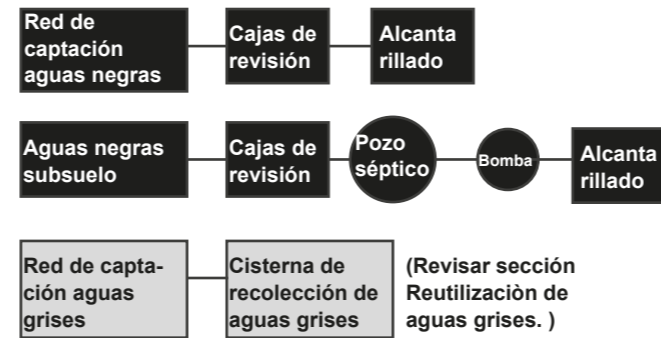 Red de
captación
aguas negras
Cajas de
revisión
Alcanta
rillado
Aguas negras
subsuelo
Cajas de
revisión
Pozo
séptico
Bomba
Alcanta
rillado
Red de capta-
ción aguas
grises
Cisterna de
recolección de
aguas grises
(Revisar sección
Reutilizaciòn de
aguas grises. )